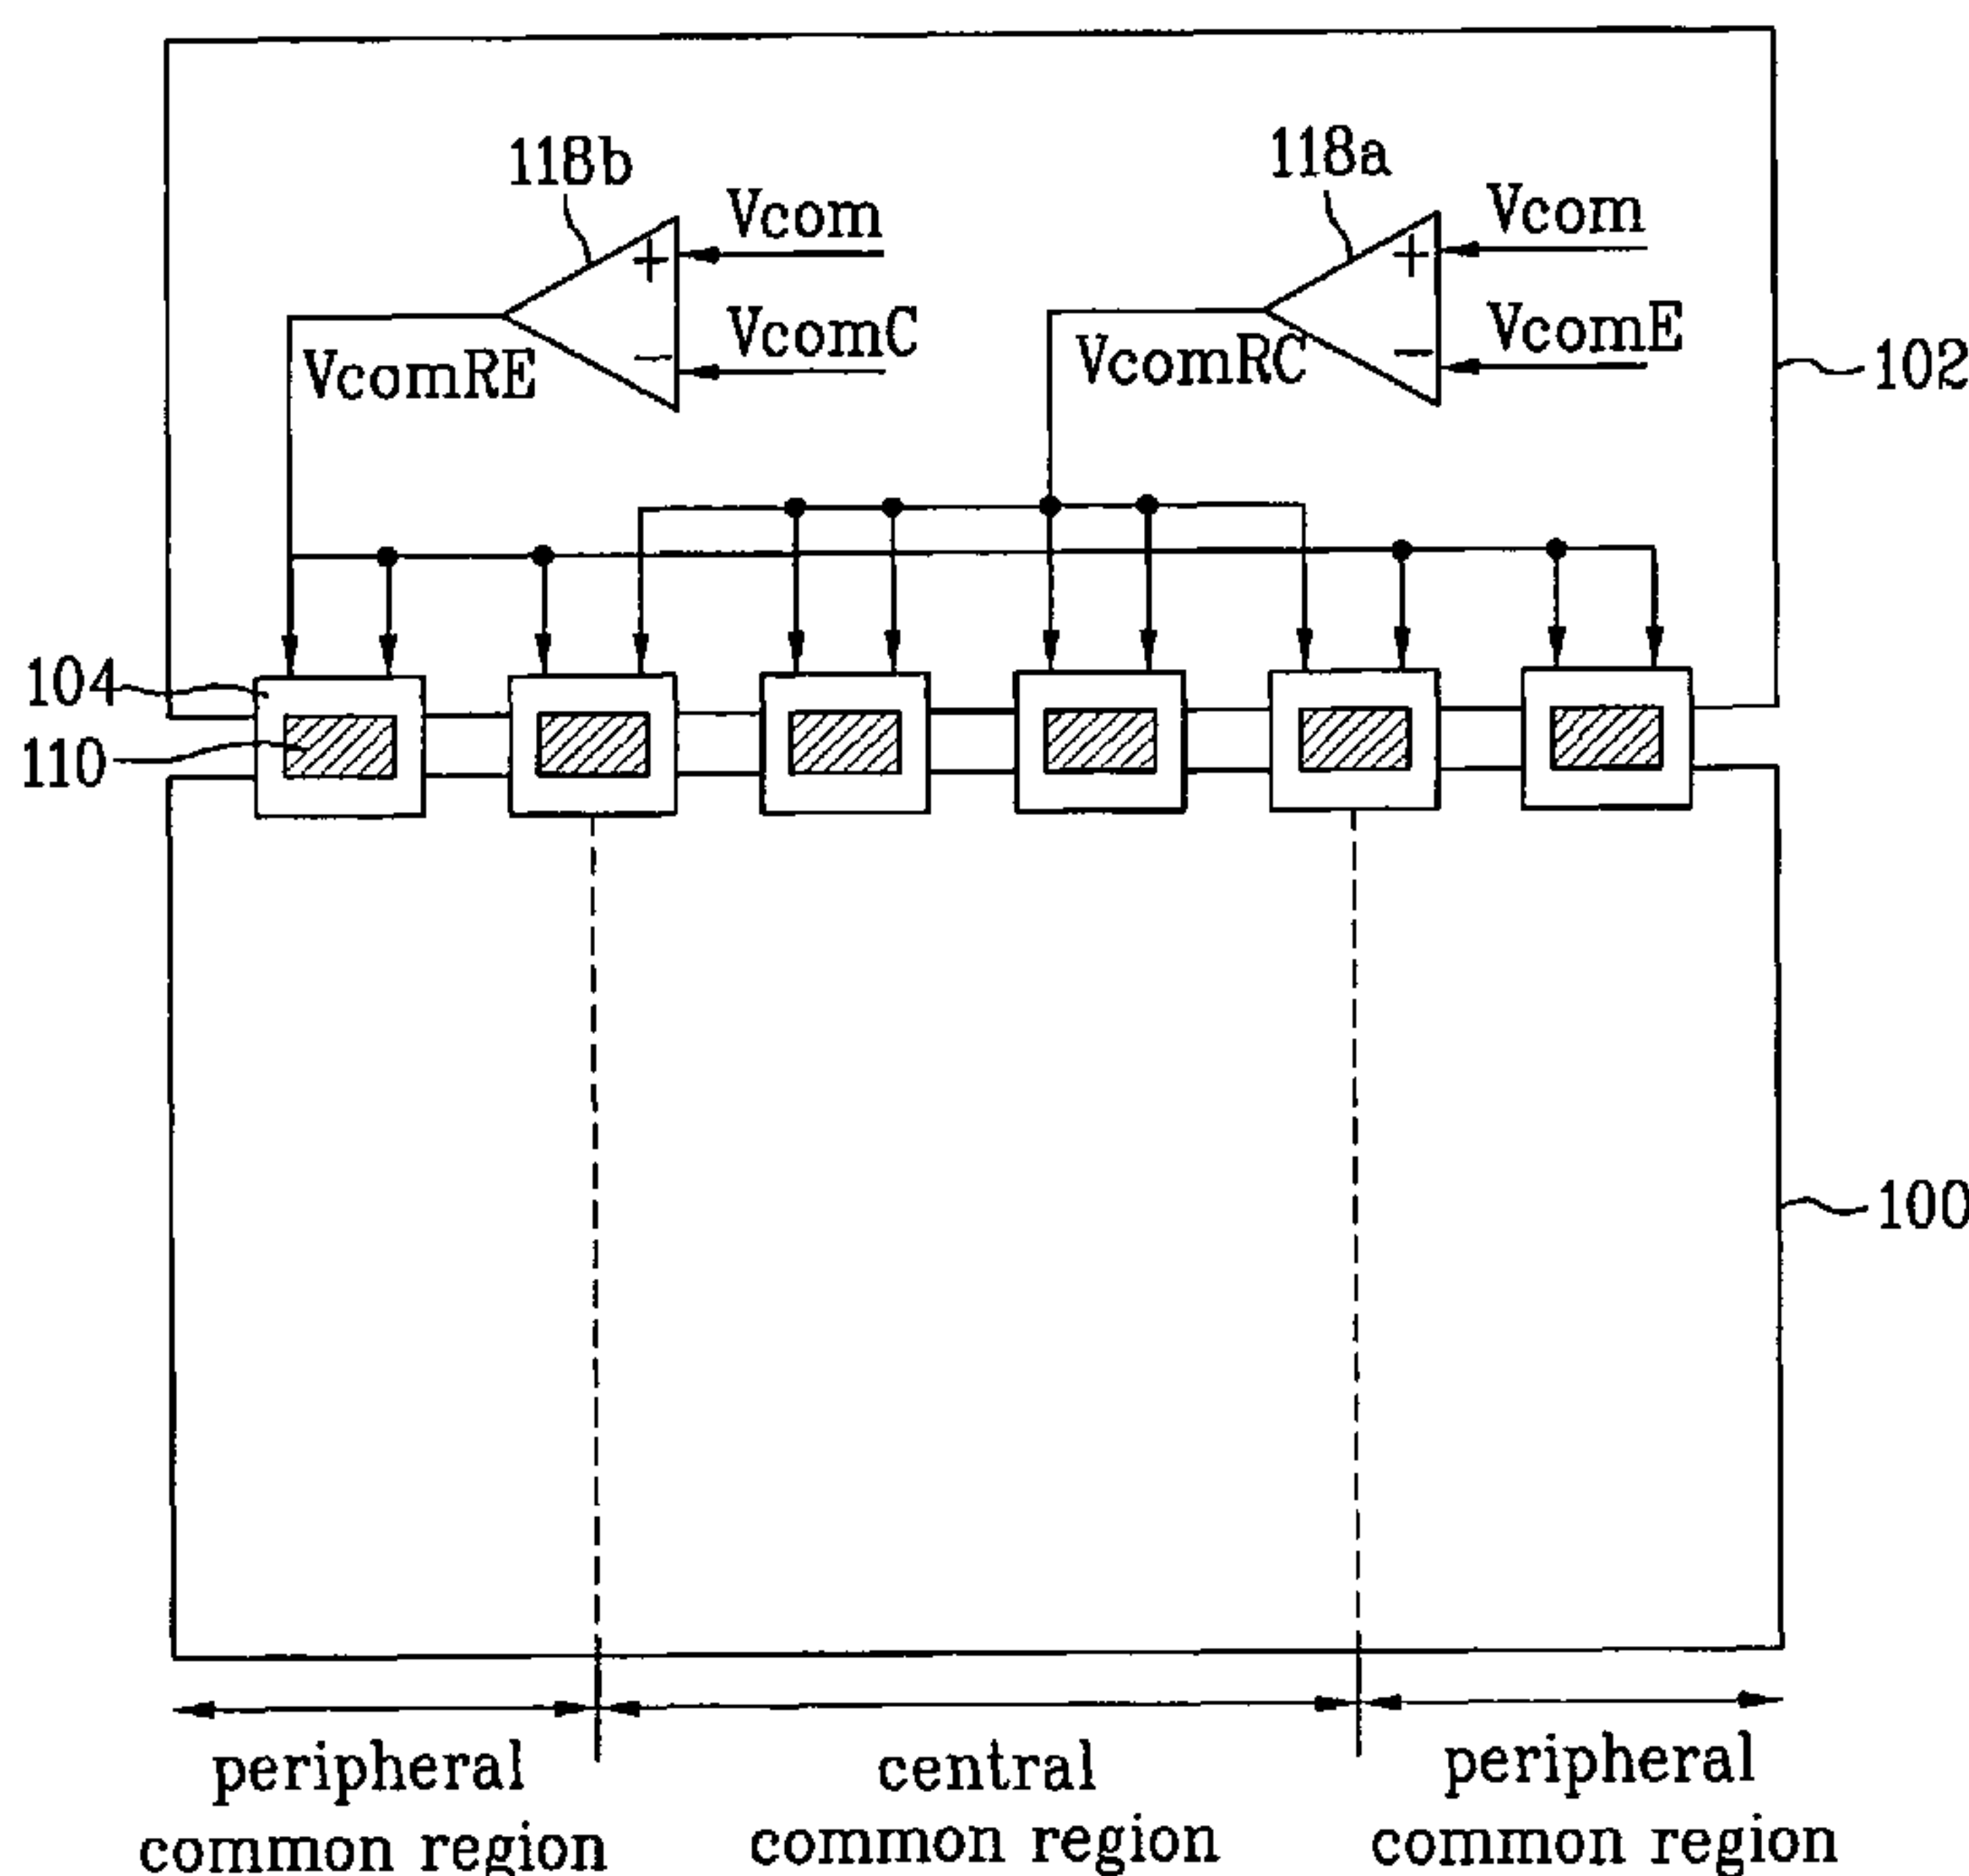 118b
118a
Vcom
Vcom
+
+
VcomC
VcomE
−
−
VcomRE
VcomRC
102
104
110
100
peripheral
common region
central
common region
peripheral
common region